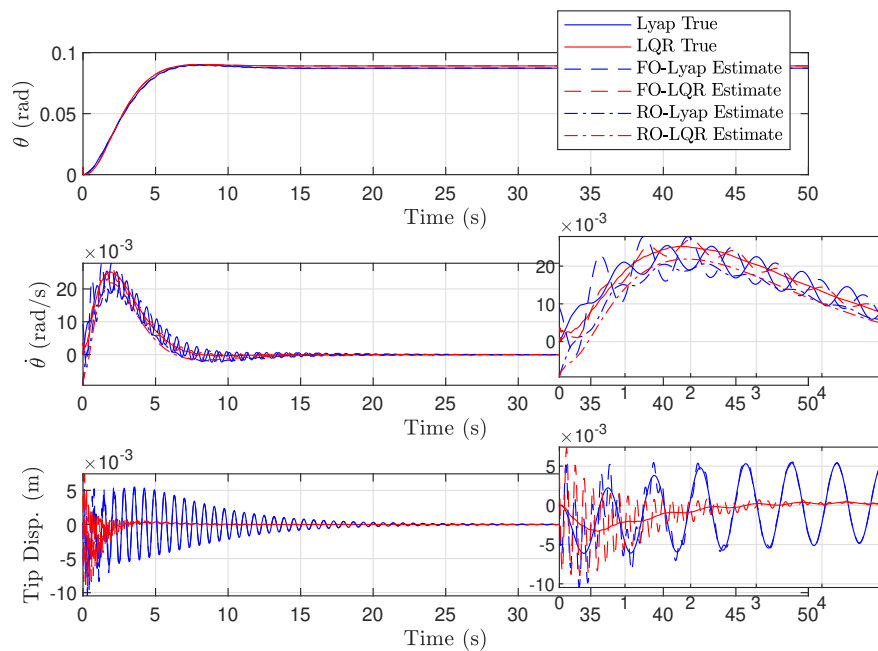 Lyap True
LQR True
FO-Lyap Estimate
FO-LQR Estimate
RO-Lyap Estimate
RO-LQR Estimate
0.1
0.05
0
θ (rad)
0 5 10 15 20 25 30 35 40 45 50
Time (s)
×10⁻³
20
10
0
θ̇ (rad/s)
0 5 10 15 20 25 30 35 40 45 50
Time (s)
×10⁻³
20
10
0
0 1 2 3 4
×10⁻³
5
0
-5
-10
Tip Disp. (m)
0 5 10 15 20 25 30 35 40 45 50
Time (s)
×10⁻³
5
0
-5
-10
0 1 2 3 4